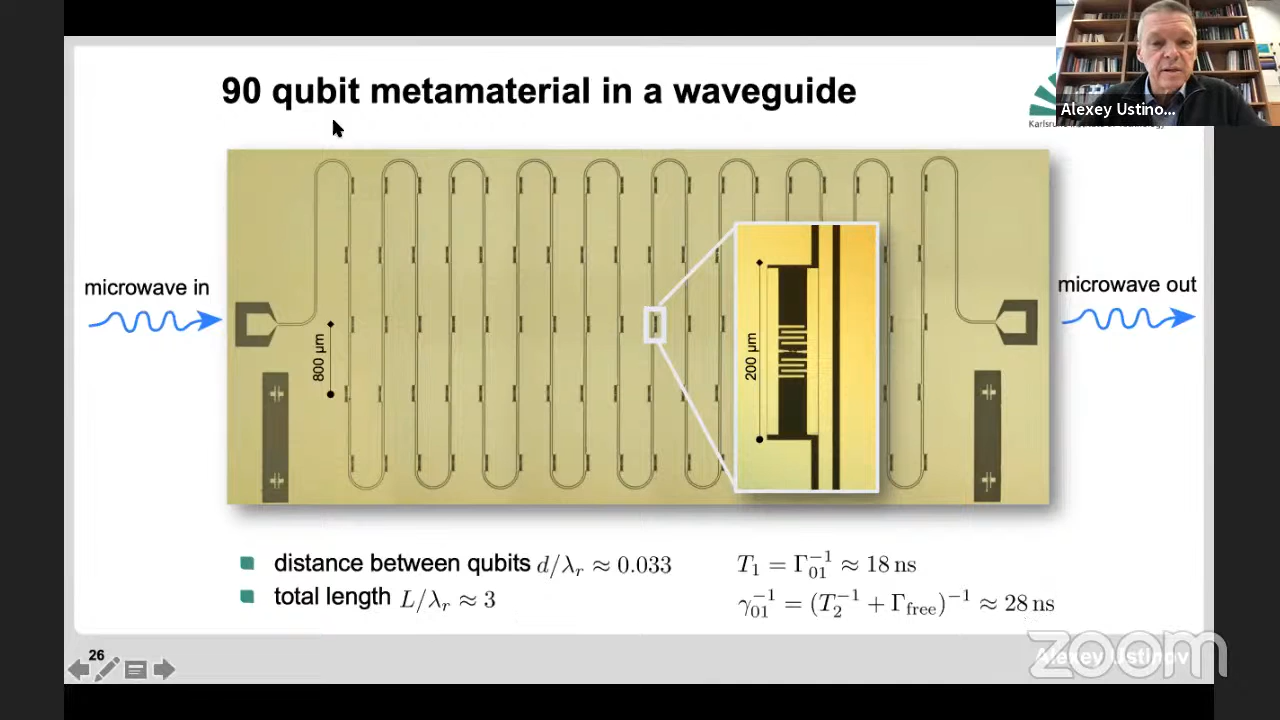 90 qubit metamaterial in a waveguide
Alexey Ustino...
microwave in
microwave out
800 μm
200 μm
distance between qubits d/λr ≈ 0.033
total length L/λr ≈ 3
T1 = Γ01^−1 ≈ 18 ns
γ01^−1 = (T2^−1 + Γfree)^−1 ≈ 28 ns
26
Alexey Ustinov
zoom